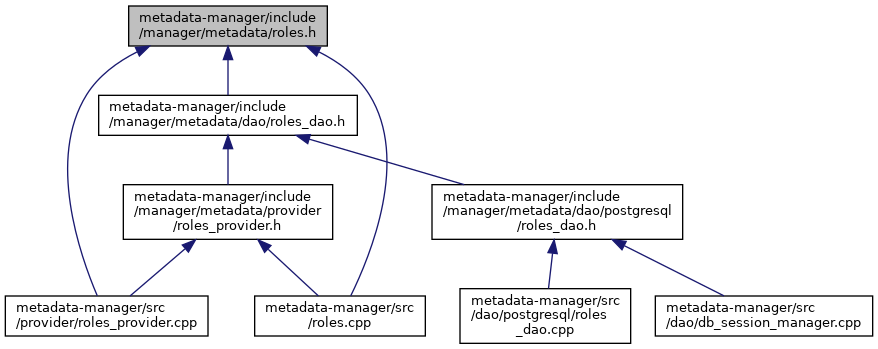 metadata-manager/include
/manager/metadata/roles.h
metadata-manager/include
/manager/metadata/dao/roles_dao.h
metadata-manager/include
/manager/metadata/provider
/roles_provider.h
metadata-manager/include
/manager/metadata/dao/postgresql
/roles_dao.h
metadata-manager/src
/provider/roles_provider.cpp
metadata-manager/src
/roles.cpp
metadata-manager/src
/dao/postgresql/roles
_dao.cpp
metadata-manager/src
/dao/db_session_manager.cpp